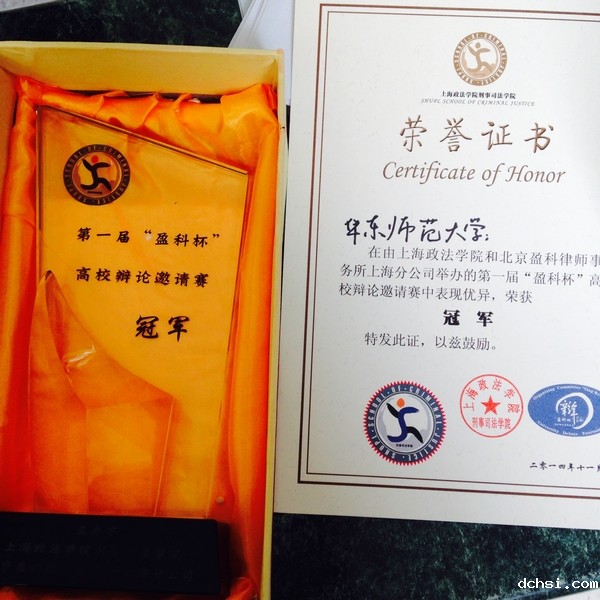 第一届“盈科杯”
高校辩论邀请赛
冠军
上海政法学院刑事司法学院
SHUPL SCHOOL OF CRIMINAL JUSTICE
荣誉证书
Certificate of Honor
华东师范大学:
在由上海政法学院和北京盈科律师事
务所上海分公司举办的第一届“盈科杯”高
校辩论邀请赛中表现优异，荣获
冠军
特发此证，以兹鼓励。
上海政法学院
刑事司法学院
二〇一四年十一
dchsi.com